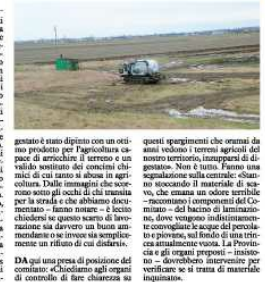 gestato è stato dipinto con un otti-
mo prodotto per l'agricoltura ca-
pace di arricchire il terreno e un
valido sostituto dei concimi chi-
mici di cui tanto si abusa in agri-
coltura. Dalle immagini che scor-
rono sotto gli occhi di chi transita
per la strada e che abbiamo docu-
mentato – fanno notare – è lecito
chiedersi se questo scarto di lavo-
razione sia davvero un buon am-
mendante o se invece sia semplice-
mente un rifiuto di cui disfarsi».
DA qui una presa di posizione del
comitato: «Chiediamo agli organi
di controllo di fare chiarezza su
questi spargimenti che oramai da
anni vedono i terreni agricoli del
nostro territorio, inzupparsi di di-
gestato». Non è tutto. Fanno una
segnalazione sulla centrale: «Stan-
no stoccando il materiale di sca-
vo, che emana un odore terribile
– raccontano i componenti del Co-
mitato – del bacino di laminazio-
ne, dove vengono indistintamen-
te convogliate le acque del percola-
to e piovane, sul fondo di una trin-
cea attualmente vuota. La Provin-
cia e gli organi preposti – insisto-
no – dovrebbero intervenire per
verificare se si tratta di materiale
inquinato».